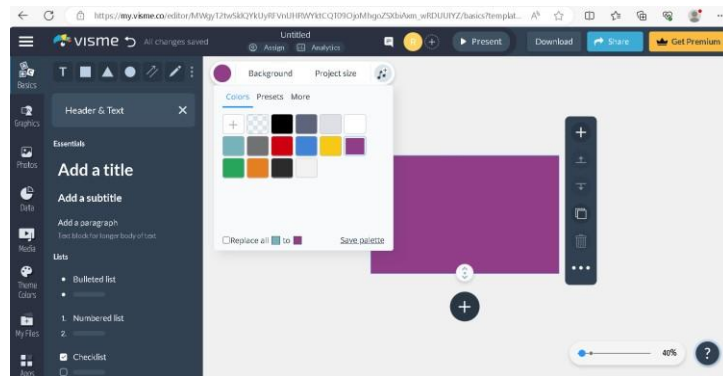 https://my.visme.co/editor/
visme All changes saved
Untitled
Assign Analytics
R
Present
Download
Share
Get Premium
Basics
Graphics
Photos
Data
Media
Theme Colors
My Files
Apps
T
Header & Text X
Essentials
Add a title
Add a subtitle
Add a paragraph
Text block for longer body of text
Lists
Bulleted list
1. Numbered list
2.
Checklist
Background Project size
Colors Presets More
Replace all to Save palette
40%
?